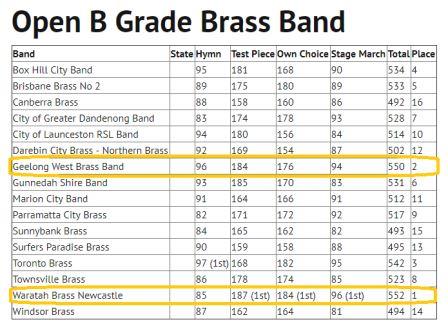 Open B Grade Brass Band
Band State Hymn Test Piece Own Choice Stage March Total Place
Box Hill City Band 95 181 168 90 534 4
Brisbane Brass No 2 89 175 180 89 533 5
Canberra Brass 88 158 160 86 492 16
City of Greater Dandenong Band 83 174 178 93 528 7
City of Launceston RSL Band 94 180 156 84 514 10
Darebin City Brass - Northern Brass 92 169 154 87 502 12
Geelong West Brass Band 96 184 176 94 550 2
Gunnedah Shire Band 93 185 170 83 531 6
Marion City Band 91 164 166 91 512 11
Parramatta City Brass 82 171 172 92 517 9
Sunnybank Brass 84 165 162 82 493 15
Surfers Paradise Brass 90 159 158 88 495 13
Toronto Brass 97 (1st) 168 182 95 542 3
Townsville Brass 86 178 174 85 523 8
Waratah Brass Newcastle 85 187 (1st) 184 (1st) 96 (1st) 552 1
Windsor Brass 87 162 164 81 494 14